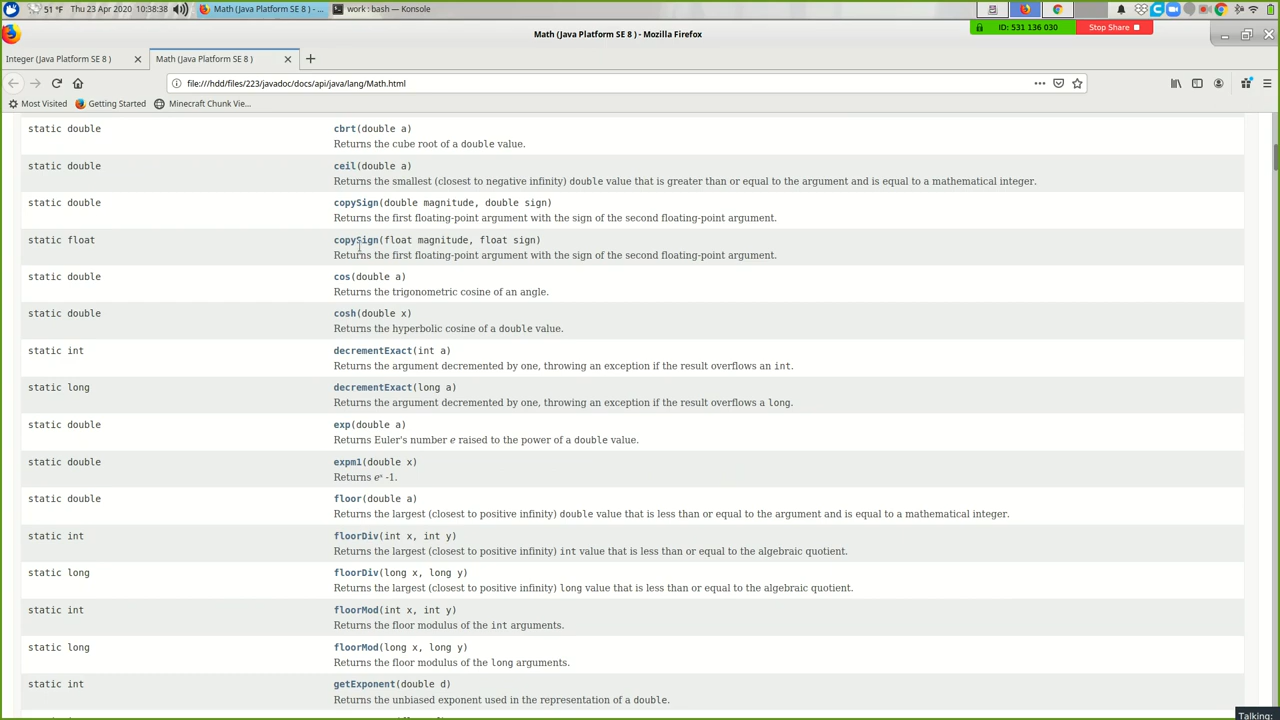 51 °F Thu 23 Apr 2020, 10:38:38 Math (Java Platform SE 8 ) - ... work : bash — Konsole
Math (Java Platform SE 8 ) - Mozilla Firefox
ID: 531 136 030 Stop Share
Integer (Java Platform SE 8 ) Math (Java Platform SE 8 )
file:///hdd/files/223/javadoc/docs/api/java/lang/Math.html
Most Visited Getting Started Minecraft Chunk Vie...
static double cbrt(double a)
Returns the cube root of a double value.
static double ceil(double a)
Returns the smallest (closest to negative infinity) double value that is greater than or equal to the argument and is equal to a mathematical integer.
static double copySign(double magnitude, double sign)
Returns the first floating-point argument with the sign of the second floating-point argument.
static float copySign(float magnitude, float sign)
Returns the first floating-point argument with the sign of the second floating-point argument.
static double cos(double a)
Returns the trigonometric cosine of an angle.
static double cosh(double x)
Returns the hyperbolic cosine of a double value.
static int decrementExact(int a)
Returns the argument decremented by one, throwing an exception if the result overflows an int.
static long decrementExact(long a)
Returns the argument decremented by one, throwing an exception if the result overflows a long.
static double exp(double a)
Returns Euler's number e raised to the power of a double value.
static double expm1(double x)
Returns eˣ -1.
static double floor(double a)
Returns the largest (closest to positive infinity) double value that is less than or equal to the argument and is equal to a mathematical integer.
static int floorDiv(int x, int y)
Returns the largest (closest to positive infinity) int value that is less than or equal to the algebraic quotient.
static long floorDiv(long x, long y)
Returns the largest (closest to positive infinity) long value that is less than or equal to the algebraic quotient.
static int floorMod(int x, int y)
Returns the floor modulus of the int arguments.
static long floorMod(long x, long y)
Returns the floor modulus of the long arguments.
static int getExponent(double d)
Returns the unbiased exponent used in the representation of a double.
Talking: